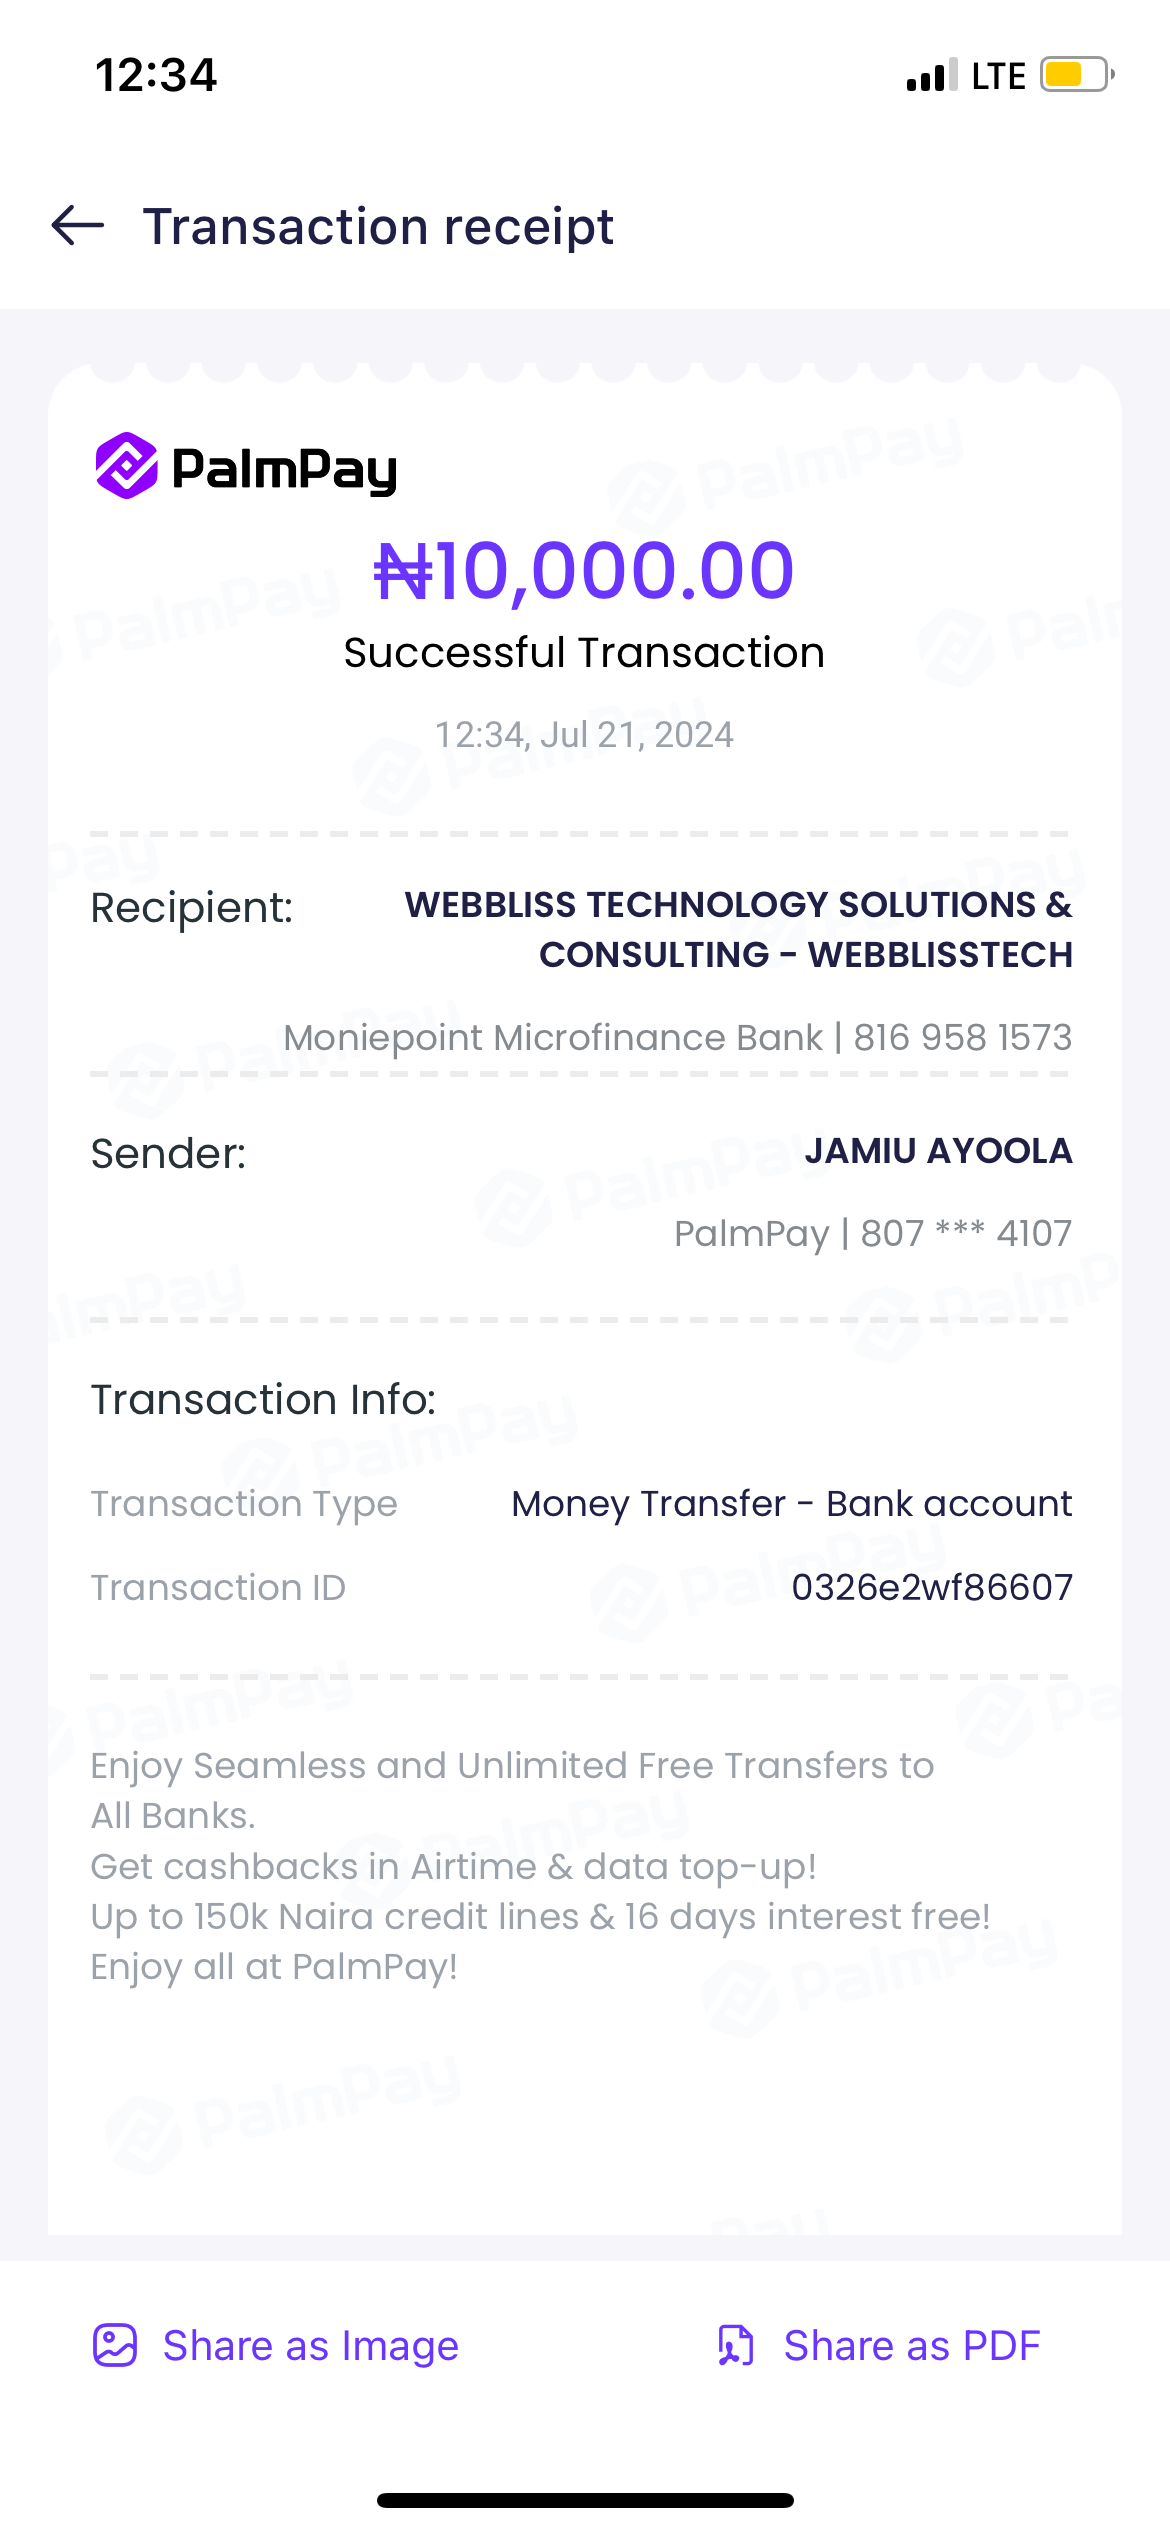 12:34
LTE
Transaction receipt
PalmPay
₦10,000.00
Successful Transaction
12:34, Jul 21, 2024
Recipient:
WEBBLISS TECHNOLOGY SOLUTIONS &
CONSULTING - WEBBLISSTECH
Moniepoint Microfinance Bank | 816 958 1573
Sender:
JAMIU AYOOLA
PalmPay | 807 *** 4107
Transaction Info:
Transaction Type
Money Transfer - Bank account
Transaction ID
0326e2wf86607
Enjoy Seamless and Unlimited Free Transfers to
All Banks.
Get cashbacks in Airtime & data top-up!
Up to 150k Naira credit lines & 16 days interest free!
Enjoy all at PalmPay!
Share as Image
Share as PDF